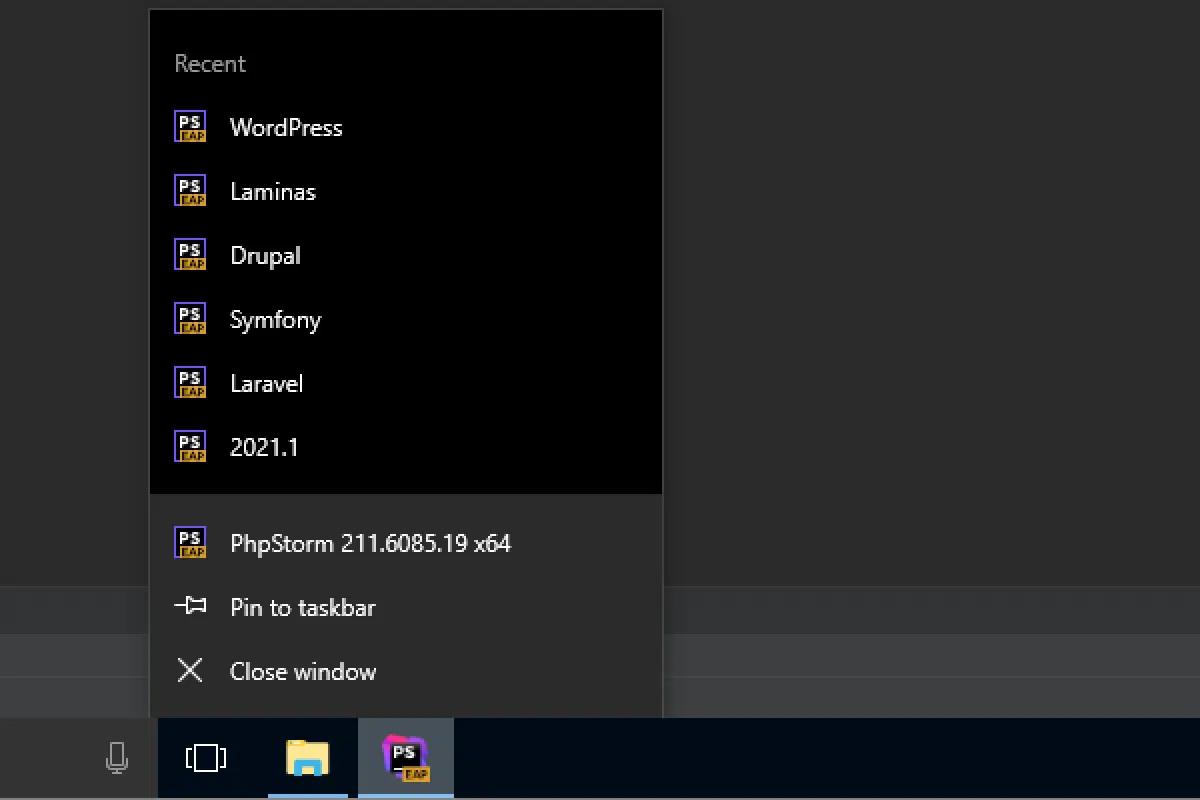 Recent
PS EAP WordPress
PS EAP Laminas
PS EAP Drupal
PS EAP Symfony
PS EAP Laravel
PS EAP 2021.1
PS EAP PhpStorm 211.6085.19 x64
Pin to taskbar
Close window
PS EAP